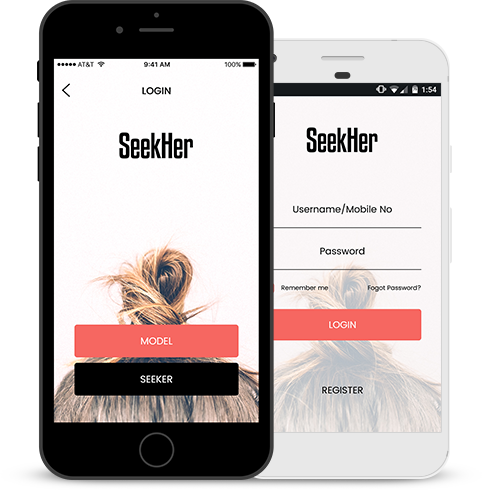 AT&T 9:41 AM 100%
LOGIN
SeekHer
MODEL
SEEKER
1:54
SeekHer
Username/Mobile No
Password
Remember me Fogot Password?
LOGIN
REGISTER